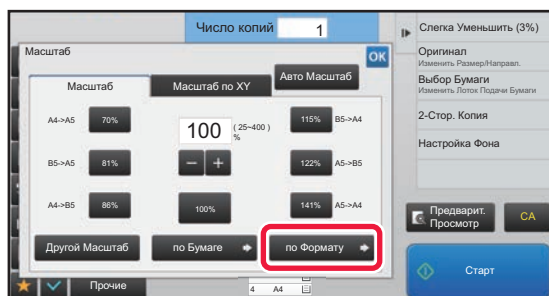 Число копий 1
Масштаб
OK
Масштаб
Масштаб по XY
Авто Масштаб
A4->A5 70%
100 (25~400) %
115% B5->A4
B5->A5 81%
− +
122% A5->B5
A4->B5 86%
100%
141% A5->A4
Другой Масштаб
по Бумаге
по Формату
Прочие
4 A4
Слегка Уменьшить (3%)
Оригинал
Изменить Размер/Направл.
Выбор Бумаги
Изменить Лоток Подачи Бумаги
2-Стор. Копия
Настройка Фона
Предварит.
Просмотр
CA
Старт